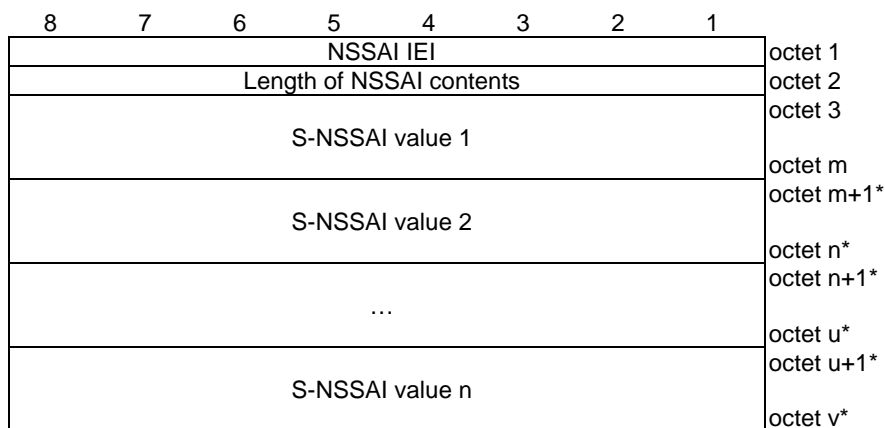 8 7 6 5 4 3 2 1
NSSAI IEI octet 1
Length of NSSAI contents octet 2
octet 3
S-NSSAI value 1
octet m
octet m+1*
S-NSSAI value 2
octet n*
octet n+1*
…
octet u*
octet u+1*
S-NSSAI value n
octet v*